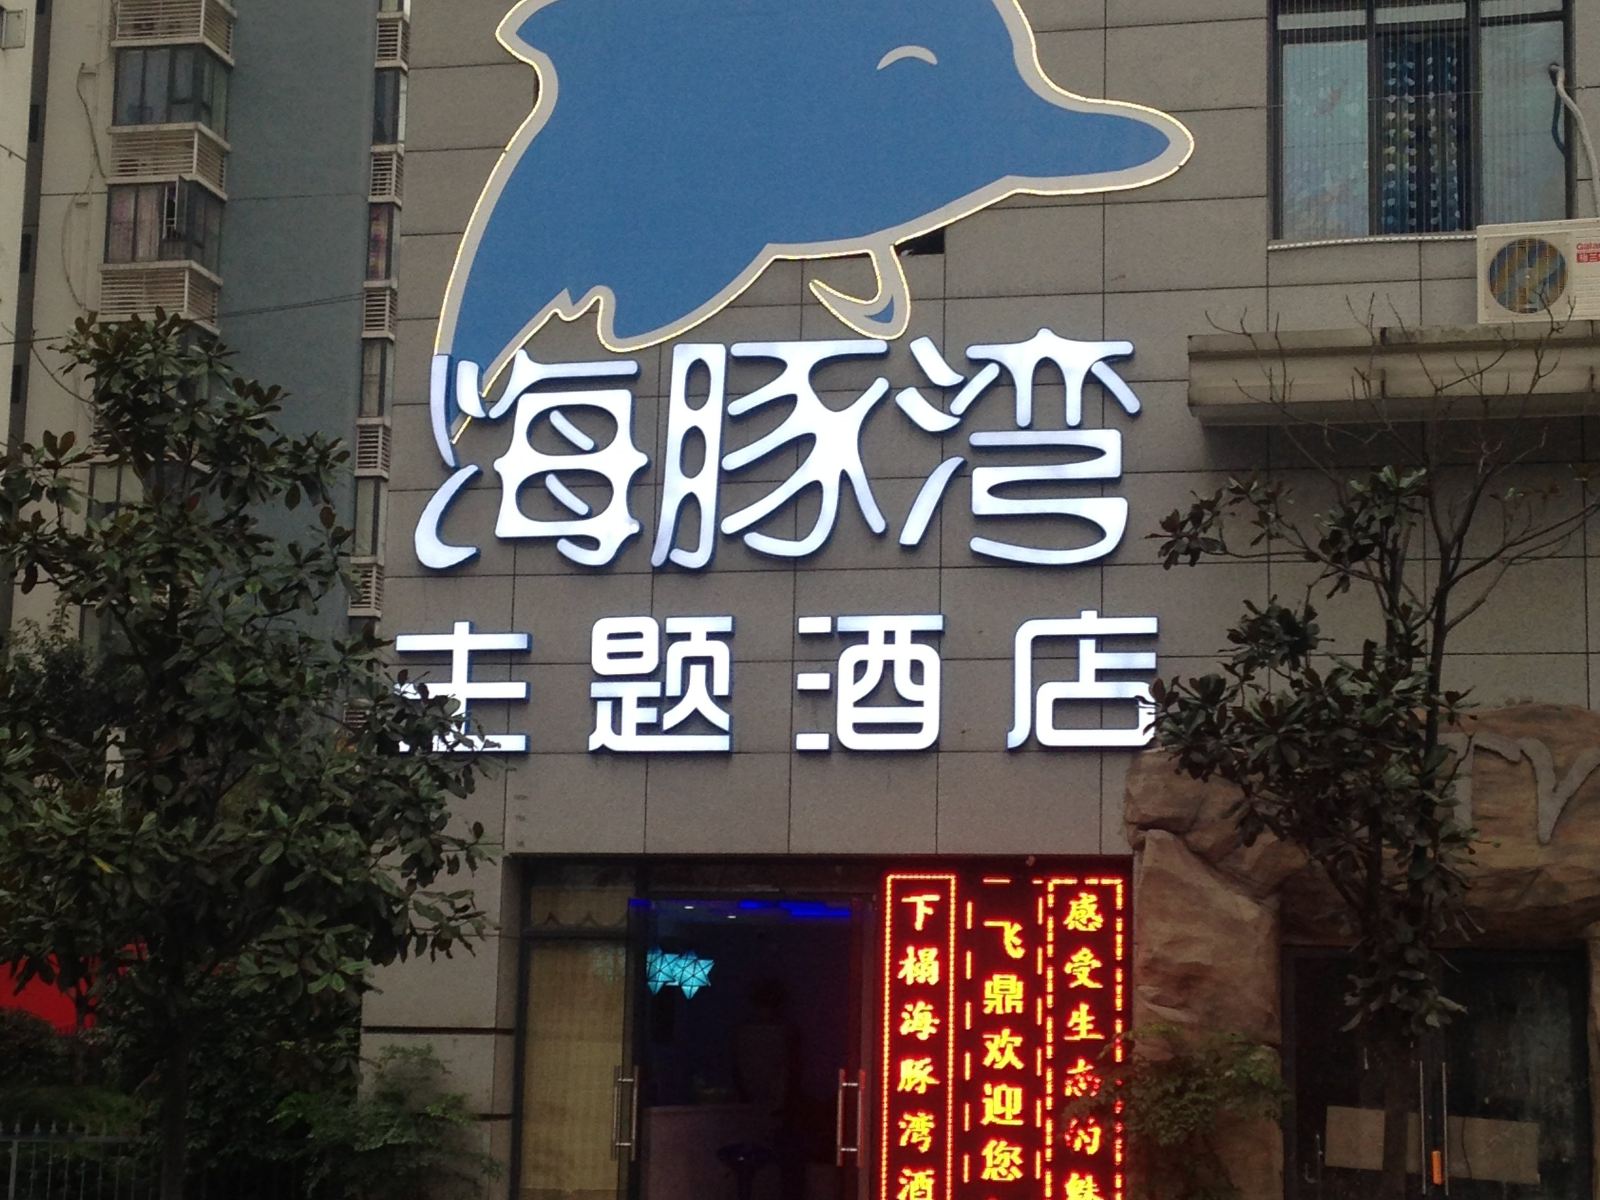 海豚湾
主题酒店
下榻海豚湾酒
飞鼎欢迎您
感受生态的魅